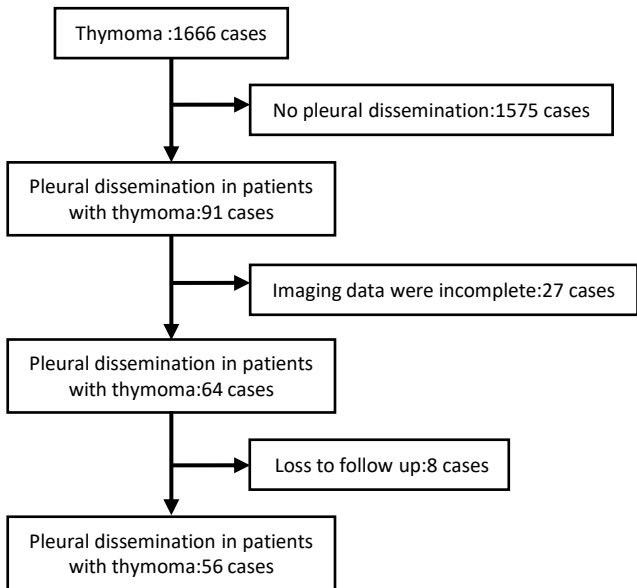 Thymoma :1666 cases
No pleural dissemination:1575 cases
Pleural dissemination in patients
with thymoma:91 cases
Imaging data were incomplete:27 cases
Pleural dissemination in patients
with thymoma:64 cases
Loss to follow up:8 cases
Pleural dissemination in patients
with thymoma:56 cases